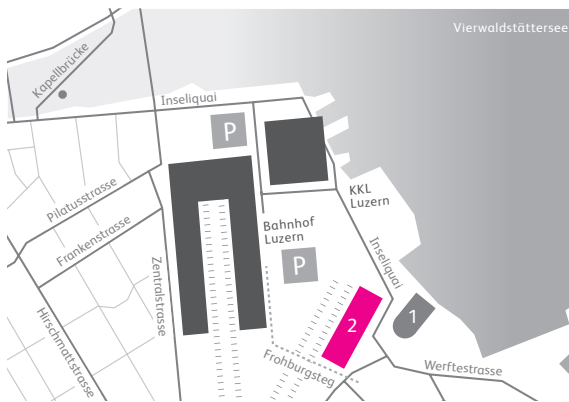 Vierwaldstättersee
Kapellbrücke
Inseliquai
P
Pilatusstrasse
KKL
Luzern
Frankenstrasse
Bahnhof
Luzern
P
Inseliquai
Zentralstrasse
Hirschmattstrasse
1
2
Frohburgsteg
Werftestrasse